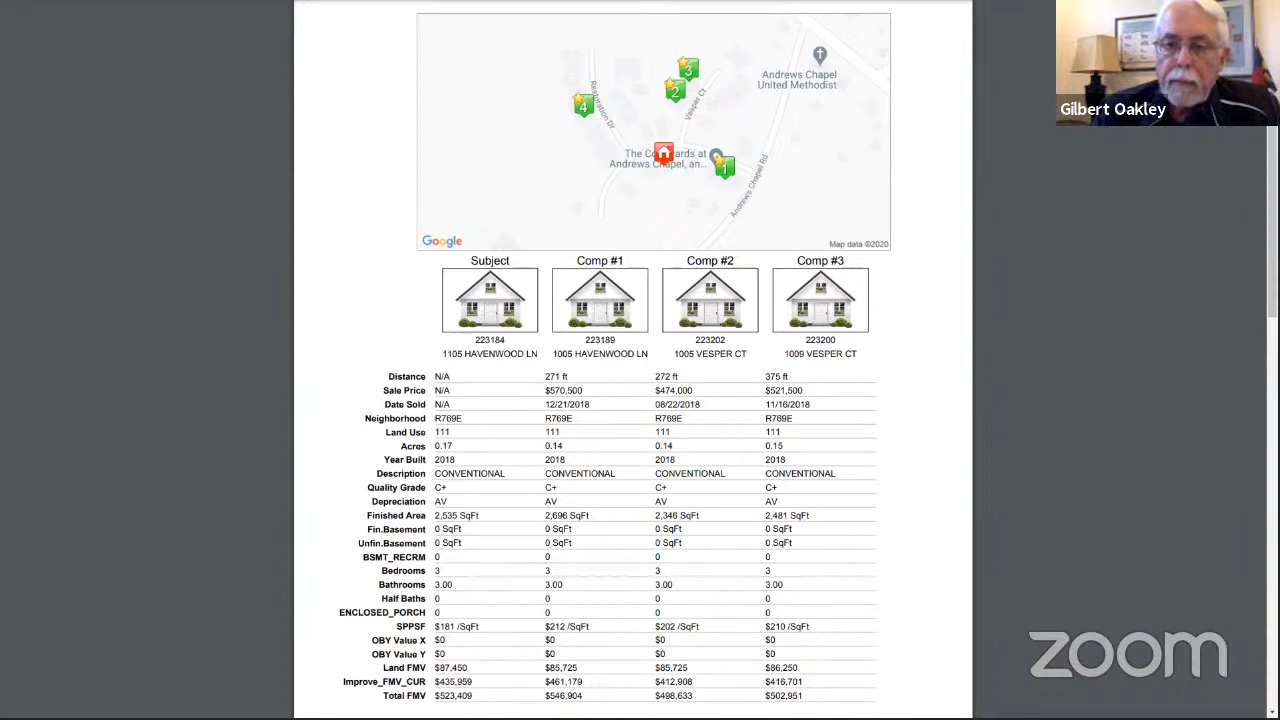 Andrews Chapel
United Methodist
Restoration Dr
Vesper Ct
Andrews Chapel Rd
at
Andrews Chapel, an...
3
2
4
1
Google
Map data ©2020
Gilbert Oakley
Subject Comp #1 Comp #2 Comp #3
223184 223189 223202 223200
1105 HAVENWOOD LN 1005 HAVENWOOD LN 1005 VESPER CT 1009 VESPER CT
Distance N/A 271 ft 272 ft 375 ft
Sale Price N/A $570,500 $474,000 $521,500
Date Sold N/A 12/21/2018 08/22/2018 11/16/2018
Neighborhood R769E R769E R769E R769E
Land Use 111 111 111 111
Acres 0.17 0.14 0.14 0.15
Year Built 2018 2018 2018 2018
Description CONVENTIONAL CONVENTIONAL CONVENTIONAL CONVENTIONAL
Quality Grade C+ C+ C+ C+
Depreciation AV AV AV AV
Finished Area 2,535 SqFt 2,696 SqFt 2,346 SqFt 2,481 SqFt
Fin.Basement 0 SqFt 0 SqFt 0 SqFt 0 SqFt
Unfin.Basement 0 SqFt 0 SqFt 0 SqFt 0 SqFt
BSMT_RECRM 0 0 0 0
Bedrooms 3 3 3 3
Bathrooms 3.00 3.00 3.00 3.00
Half Baths 0 0 0 0
ENCLOSED_PORCH 0 0 0 0
SPPSF $181 /SqFt $212 /SqFt $202 /SqFt $210 /SqFt
OBY Value X $0 $0 $0 $0
OBY Value Y $0 $0 $0 $0
Land FMV $87,450 $85,725 $85,725 $86,250
Improve_FMV_CUR $435,959 $461,179 $412,908 $416,701
Total FMV $523,409 $546,904 $498,633 $502,951
zoom